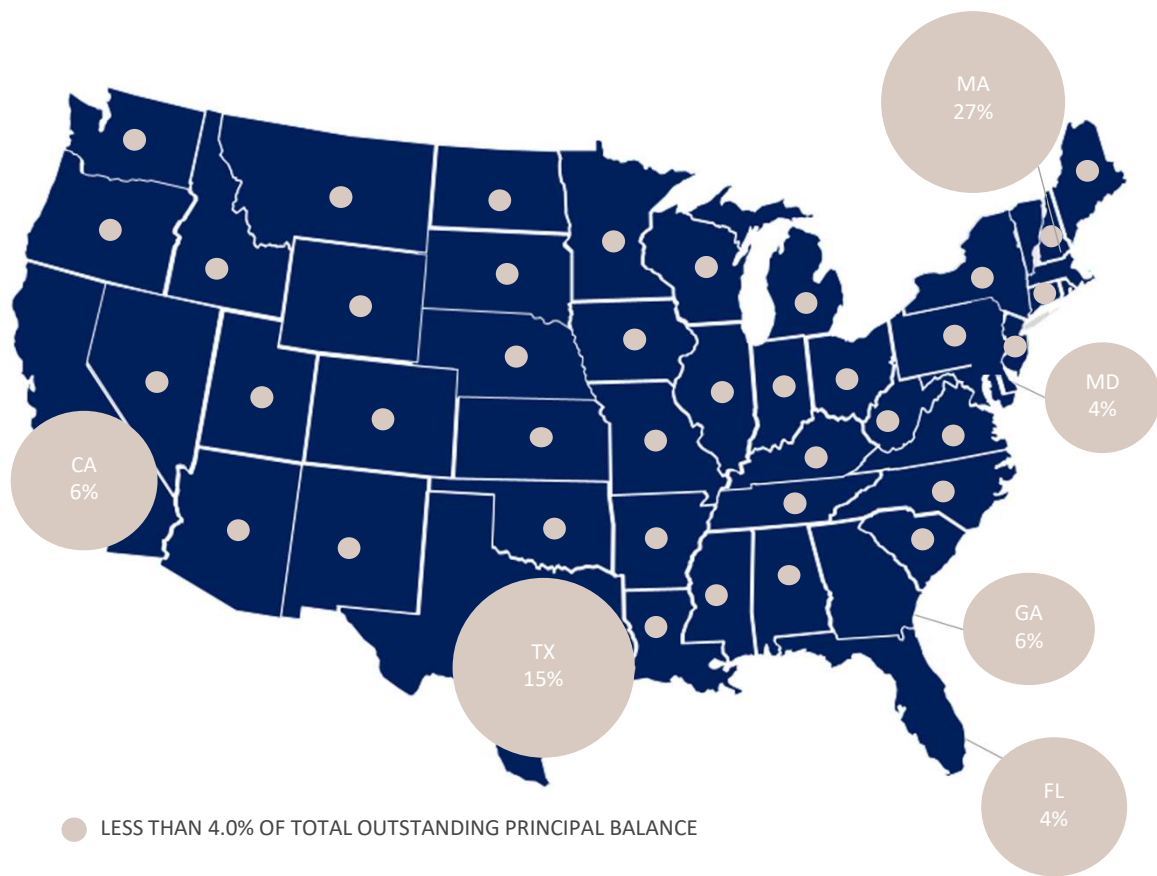 MA
27%
MD
4%
CA
6%
GA
6%
TX
15%
FL
4%
LESS THAN 4.0% OF TOTAL OUTSTANDING PRINCIPAL BALANCE